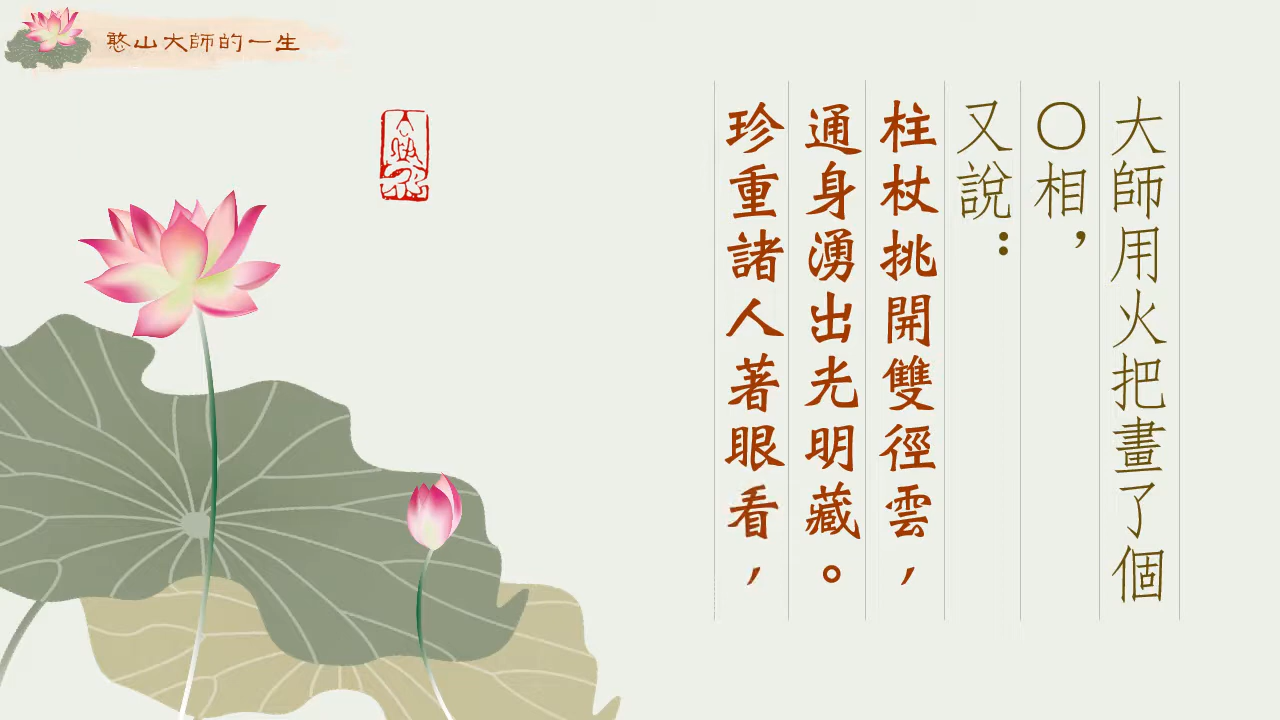 憨山大師的一生
大師用火把畫了個
〇相，
又說：
柱杖挑開雙徑雲，
通身湧出光明藏。
珍重諸人著眼看，